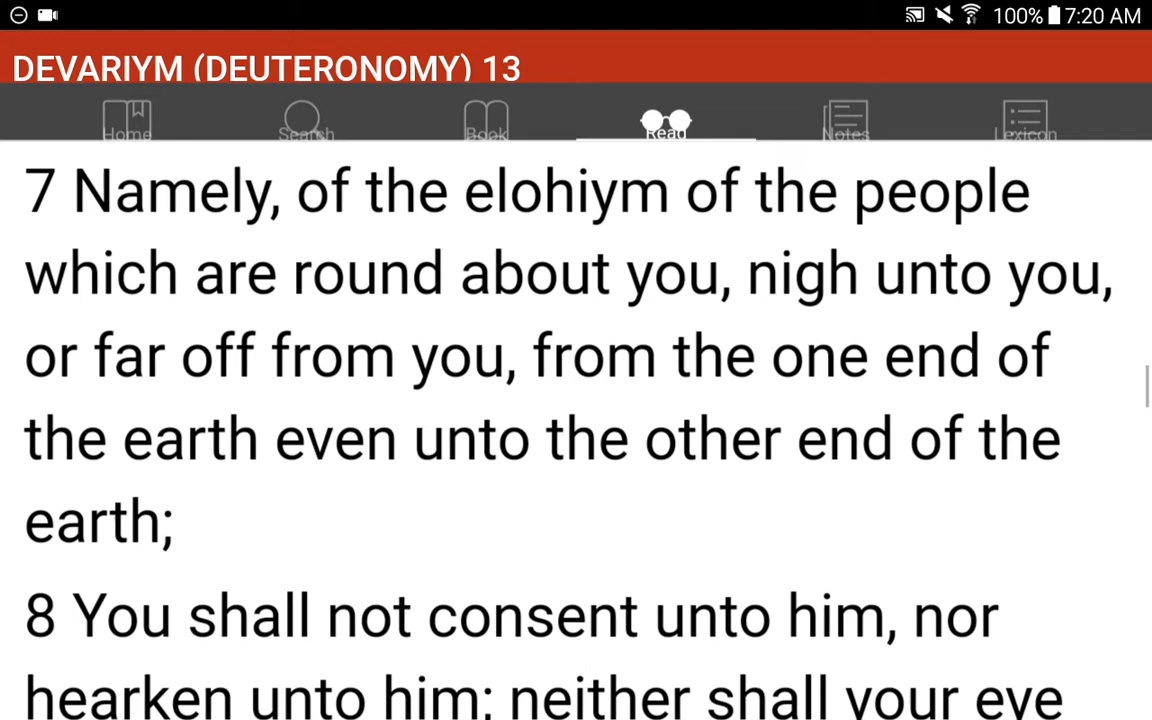 100% 7:20 AM
DEVARIYM (DEUTERONOMY) 13
Home Search Book Read Notes Lexicon
7 Namely, of the elohiym of the people
which are round about you, nigh unto you,
or far off from you, from the one end of
the earth even unto the other end of the
earth;
8 You shall not consent unto him, nor
hearken unto him; neither shall your eye